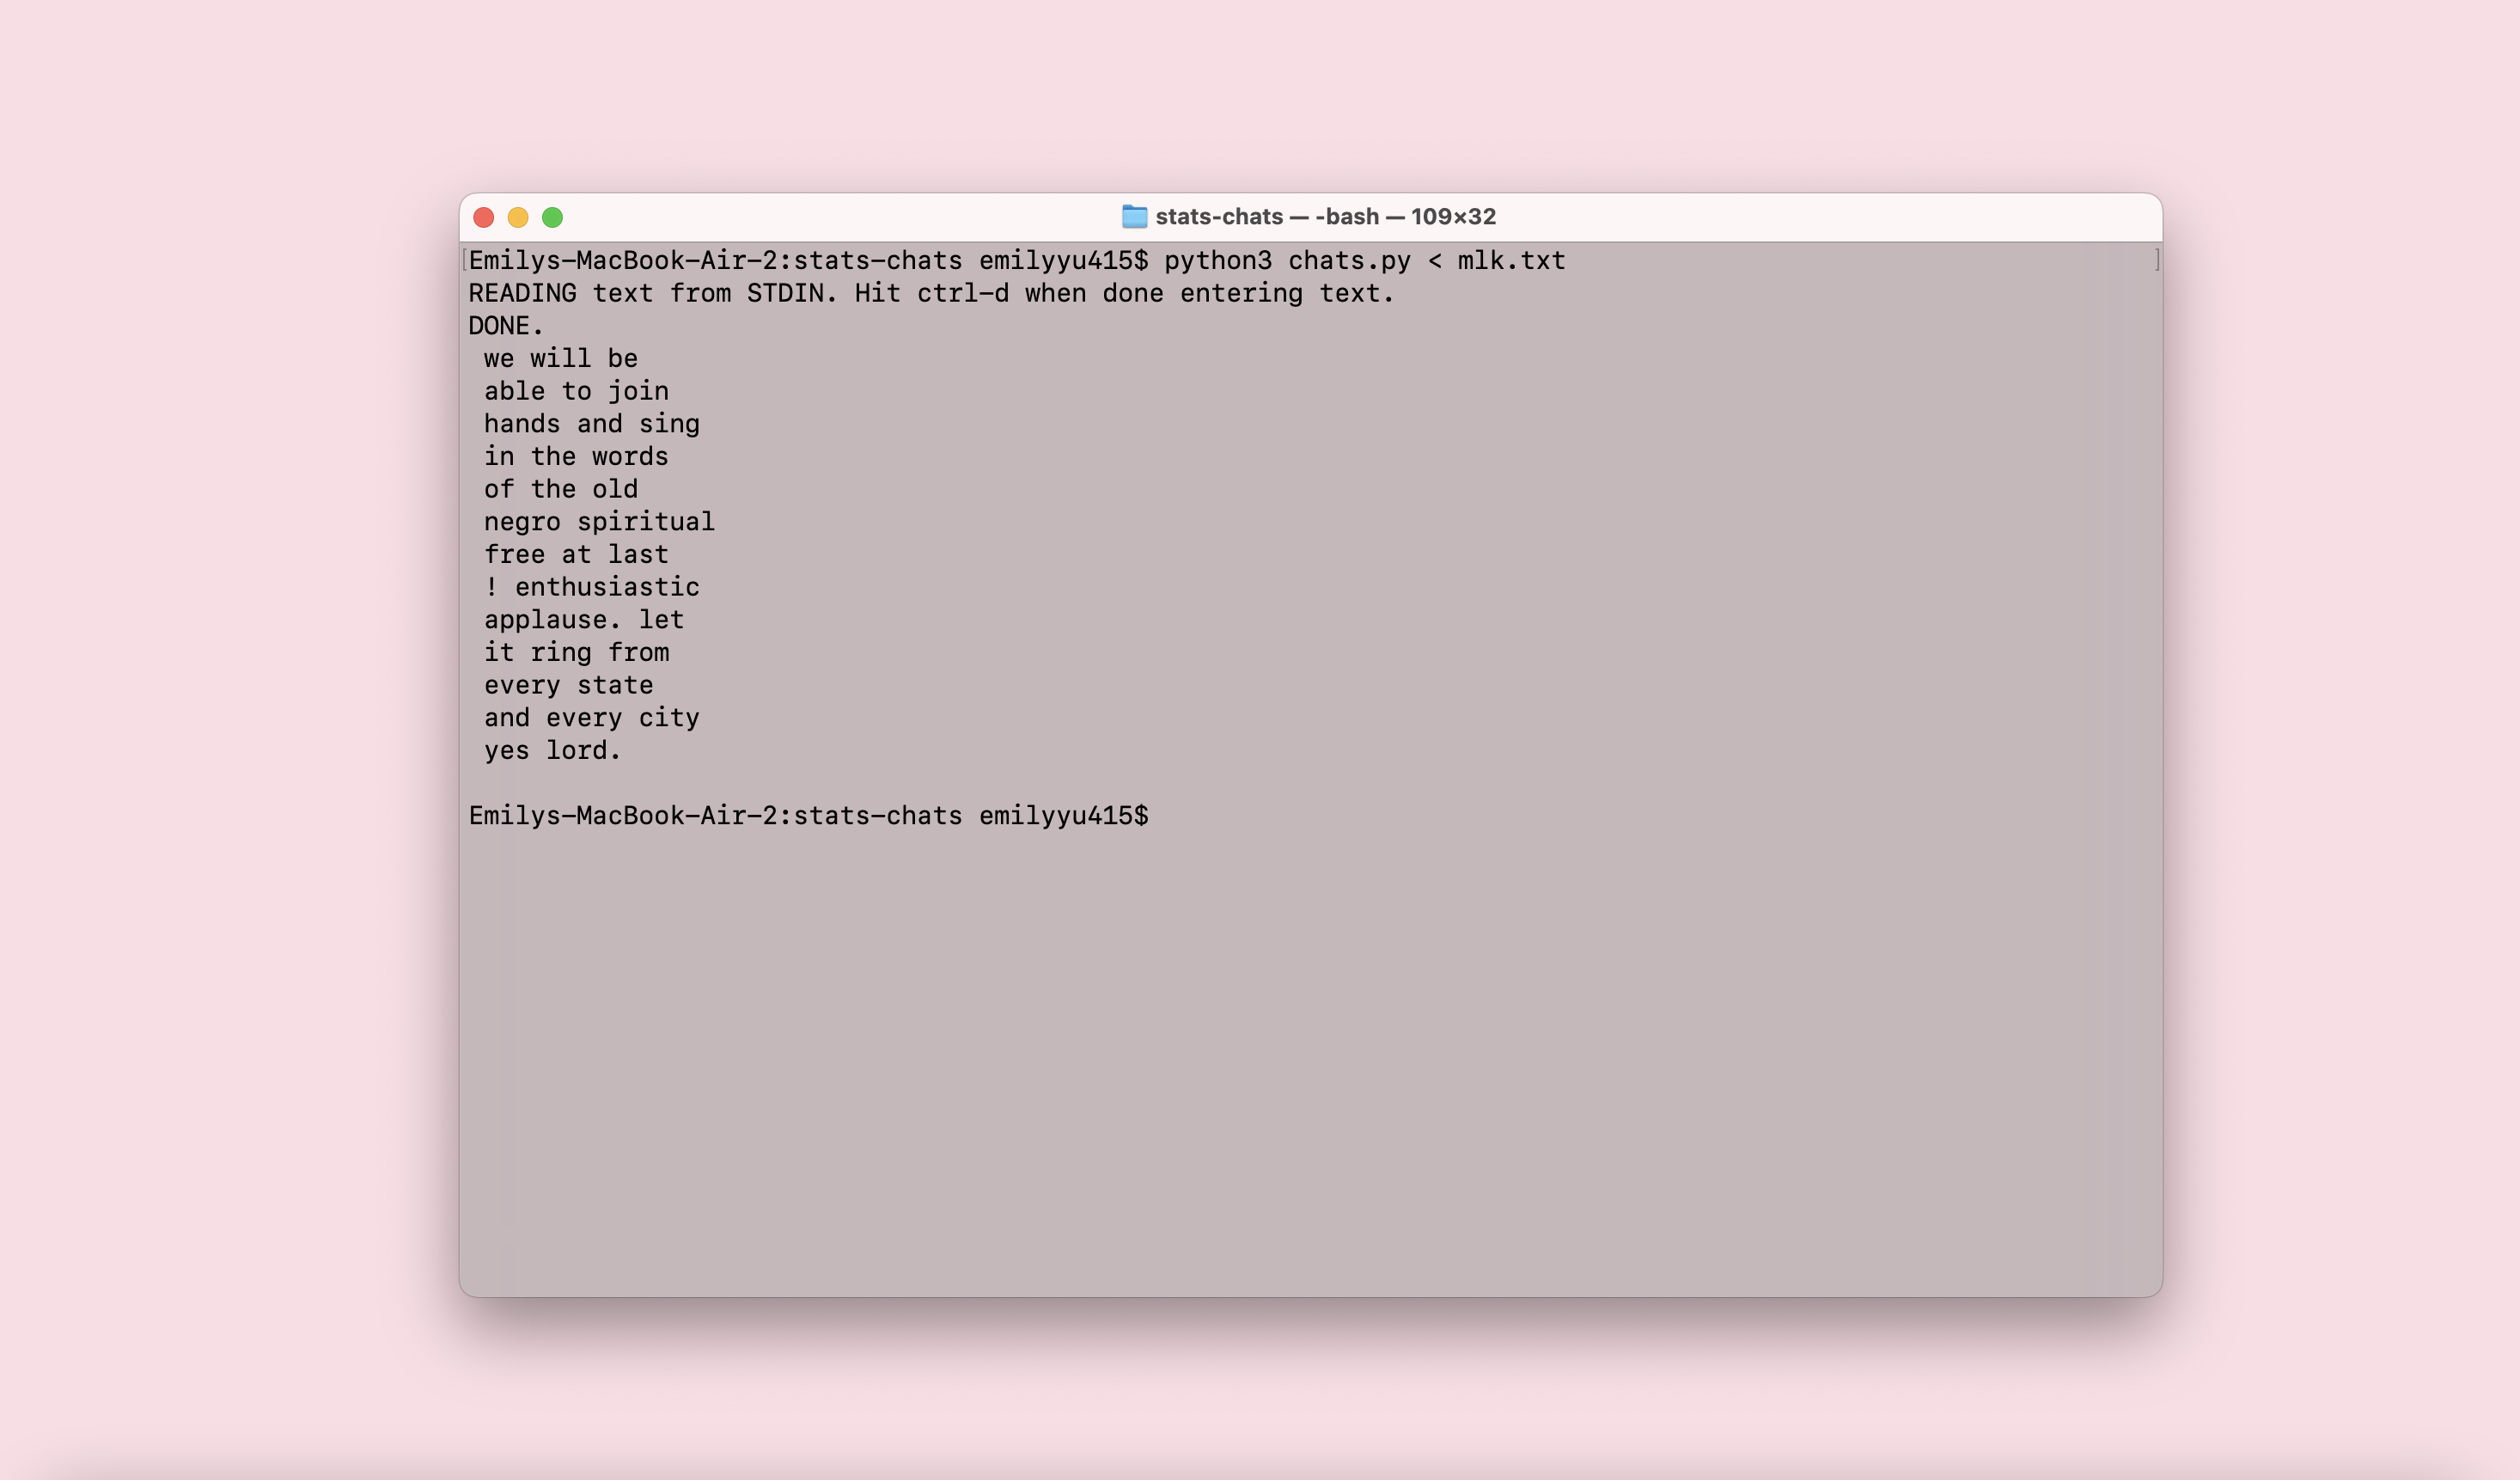 stats-chats — -bash — 109×32
[Emilys-MacBook-Air-2:stats-chats emilyyu415$ python3 chats.py < mlk.txt ]
READING text from STDIN. Hit ctrl-d when done entering text.
DONE.
we will be
able to join
hands and sing
in the words
of the old
negro spiritual
free at last
! enthusiastic
applause. let
it ring from
every state
and every city
yes lord.
Emilys-MacBook-Air-2:stats-chats emilyyu415$